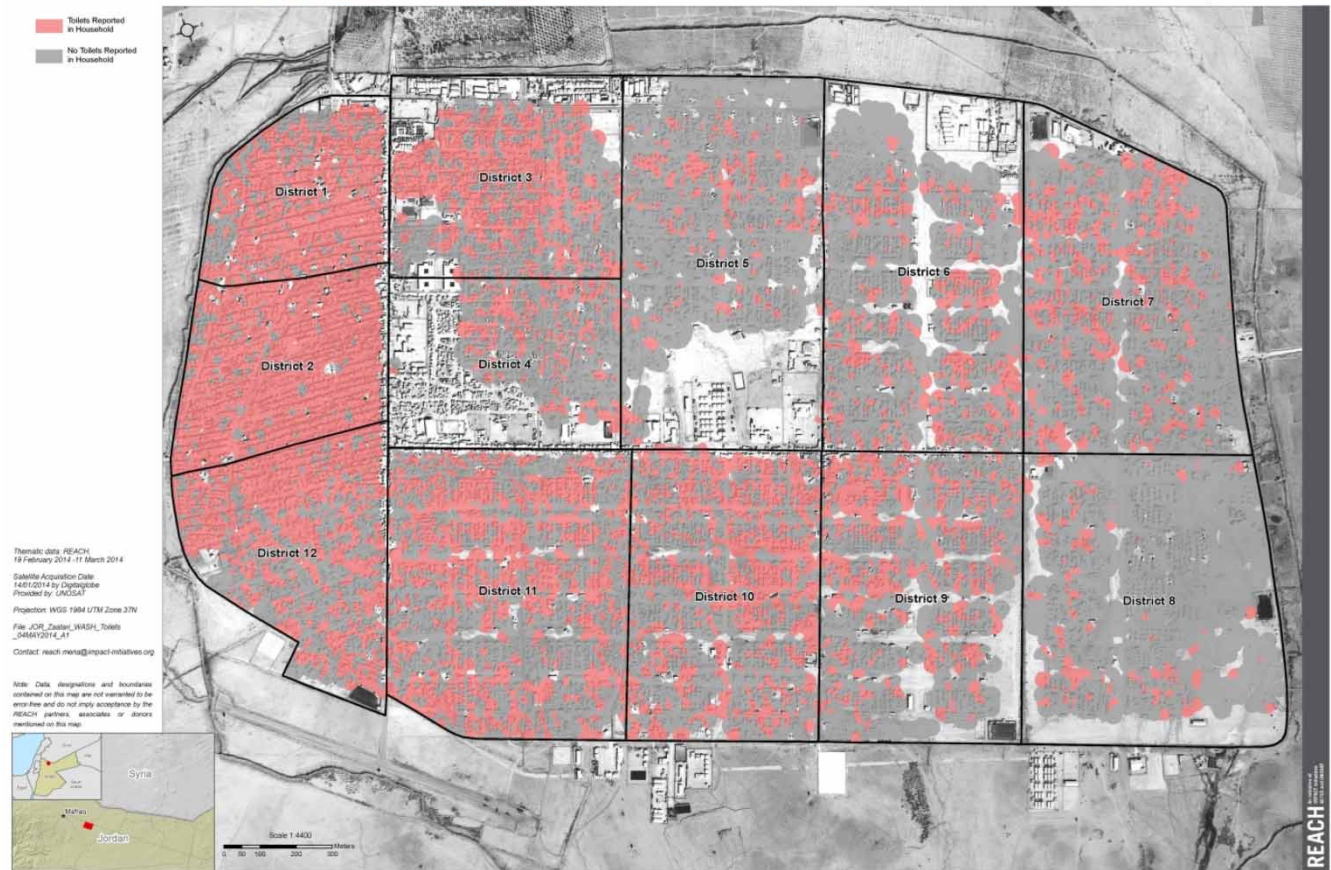 Toilets Reported
in Household
No Toilets Reported
in Household
District 1
District 3
District 5
District 6
District 7
District 2
District 4
District 12
District 11
District 10
District 9
District 8
Thematic data: REACH,
19 February 2014 -11 March 2014
Satellite Acquisition Date:
14/01/2014 by Digitalglobe
Provided by: UNOSAT
Projection: WGS 1984 UTM Zone 37N
File: JOR_Zaatari_WASH_Toilets
_04MAY2014_A1
Contact: reach.mena@impact-initiatives.org
Note: Data, designations and boundaries
contained on this map are not warranted to be
error-free and do not imply acceptance by the
REACH partners, associates or donors
mentioned on this map.
Syria
Mafraq
Jordan
Scale 1:4400
Meters
REACH